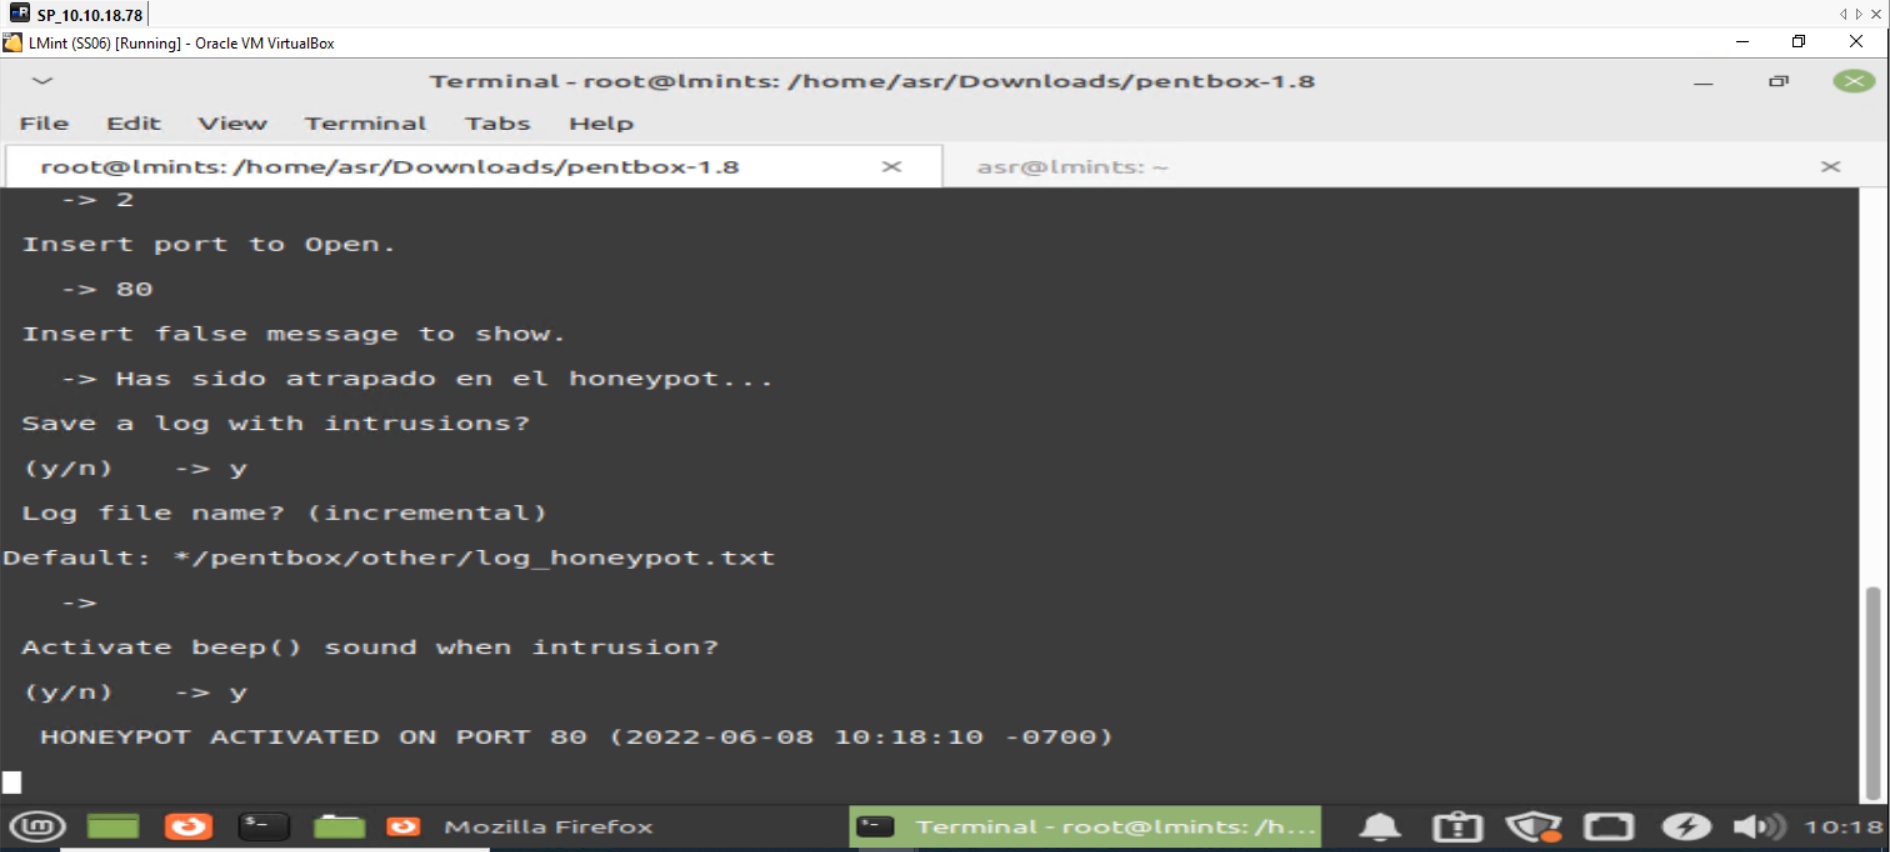 SP_10.10.18.78
LMint (SS06) [Running] - Oracle VM VirtualBox
Terminal - root@lmints: /home/asr/Downloads/pentbox-1.8
File Edit View Terminal Tabs Help
root@lmints: /home/asr/Downloads/pentbox-1.8
asr@lmints: ~
-> 2
Insert port to Open.
-> 80
Insert false message to show.
-> Has sido atrapado en el honeypot...
Save a log with intrusions?
(y/n) -> y
Log file name? (incremental)
Default: */pentbox/other/log_honeypot.txt
->
Activate beep() sound when intrusion?
(y/n) -> y
HONEYPOT ACTIVATED ON PORT 80 (2022-06-08 10:18:10 -0700)
Mozilla Firefox
Terminal - root@lmints: /h...
10:18